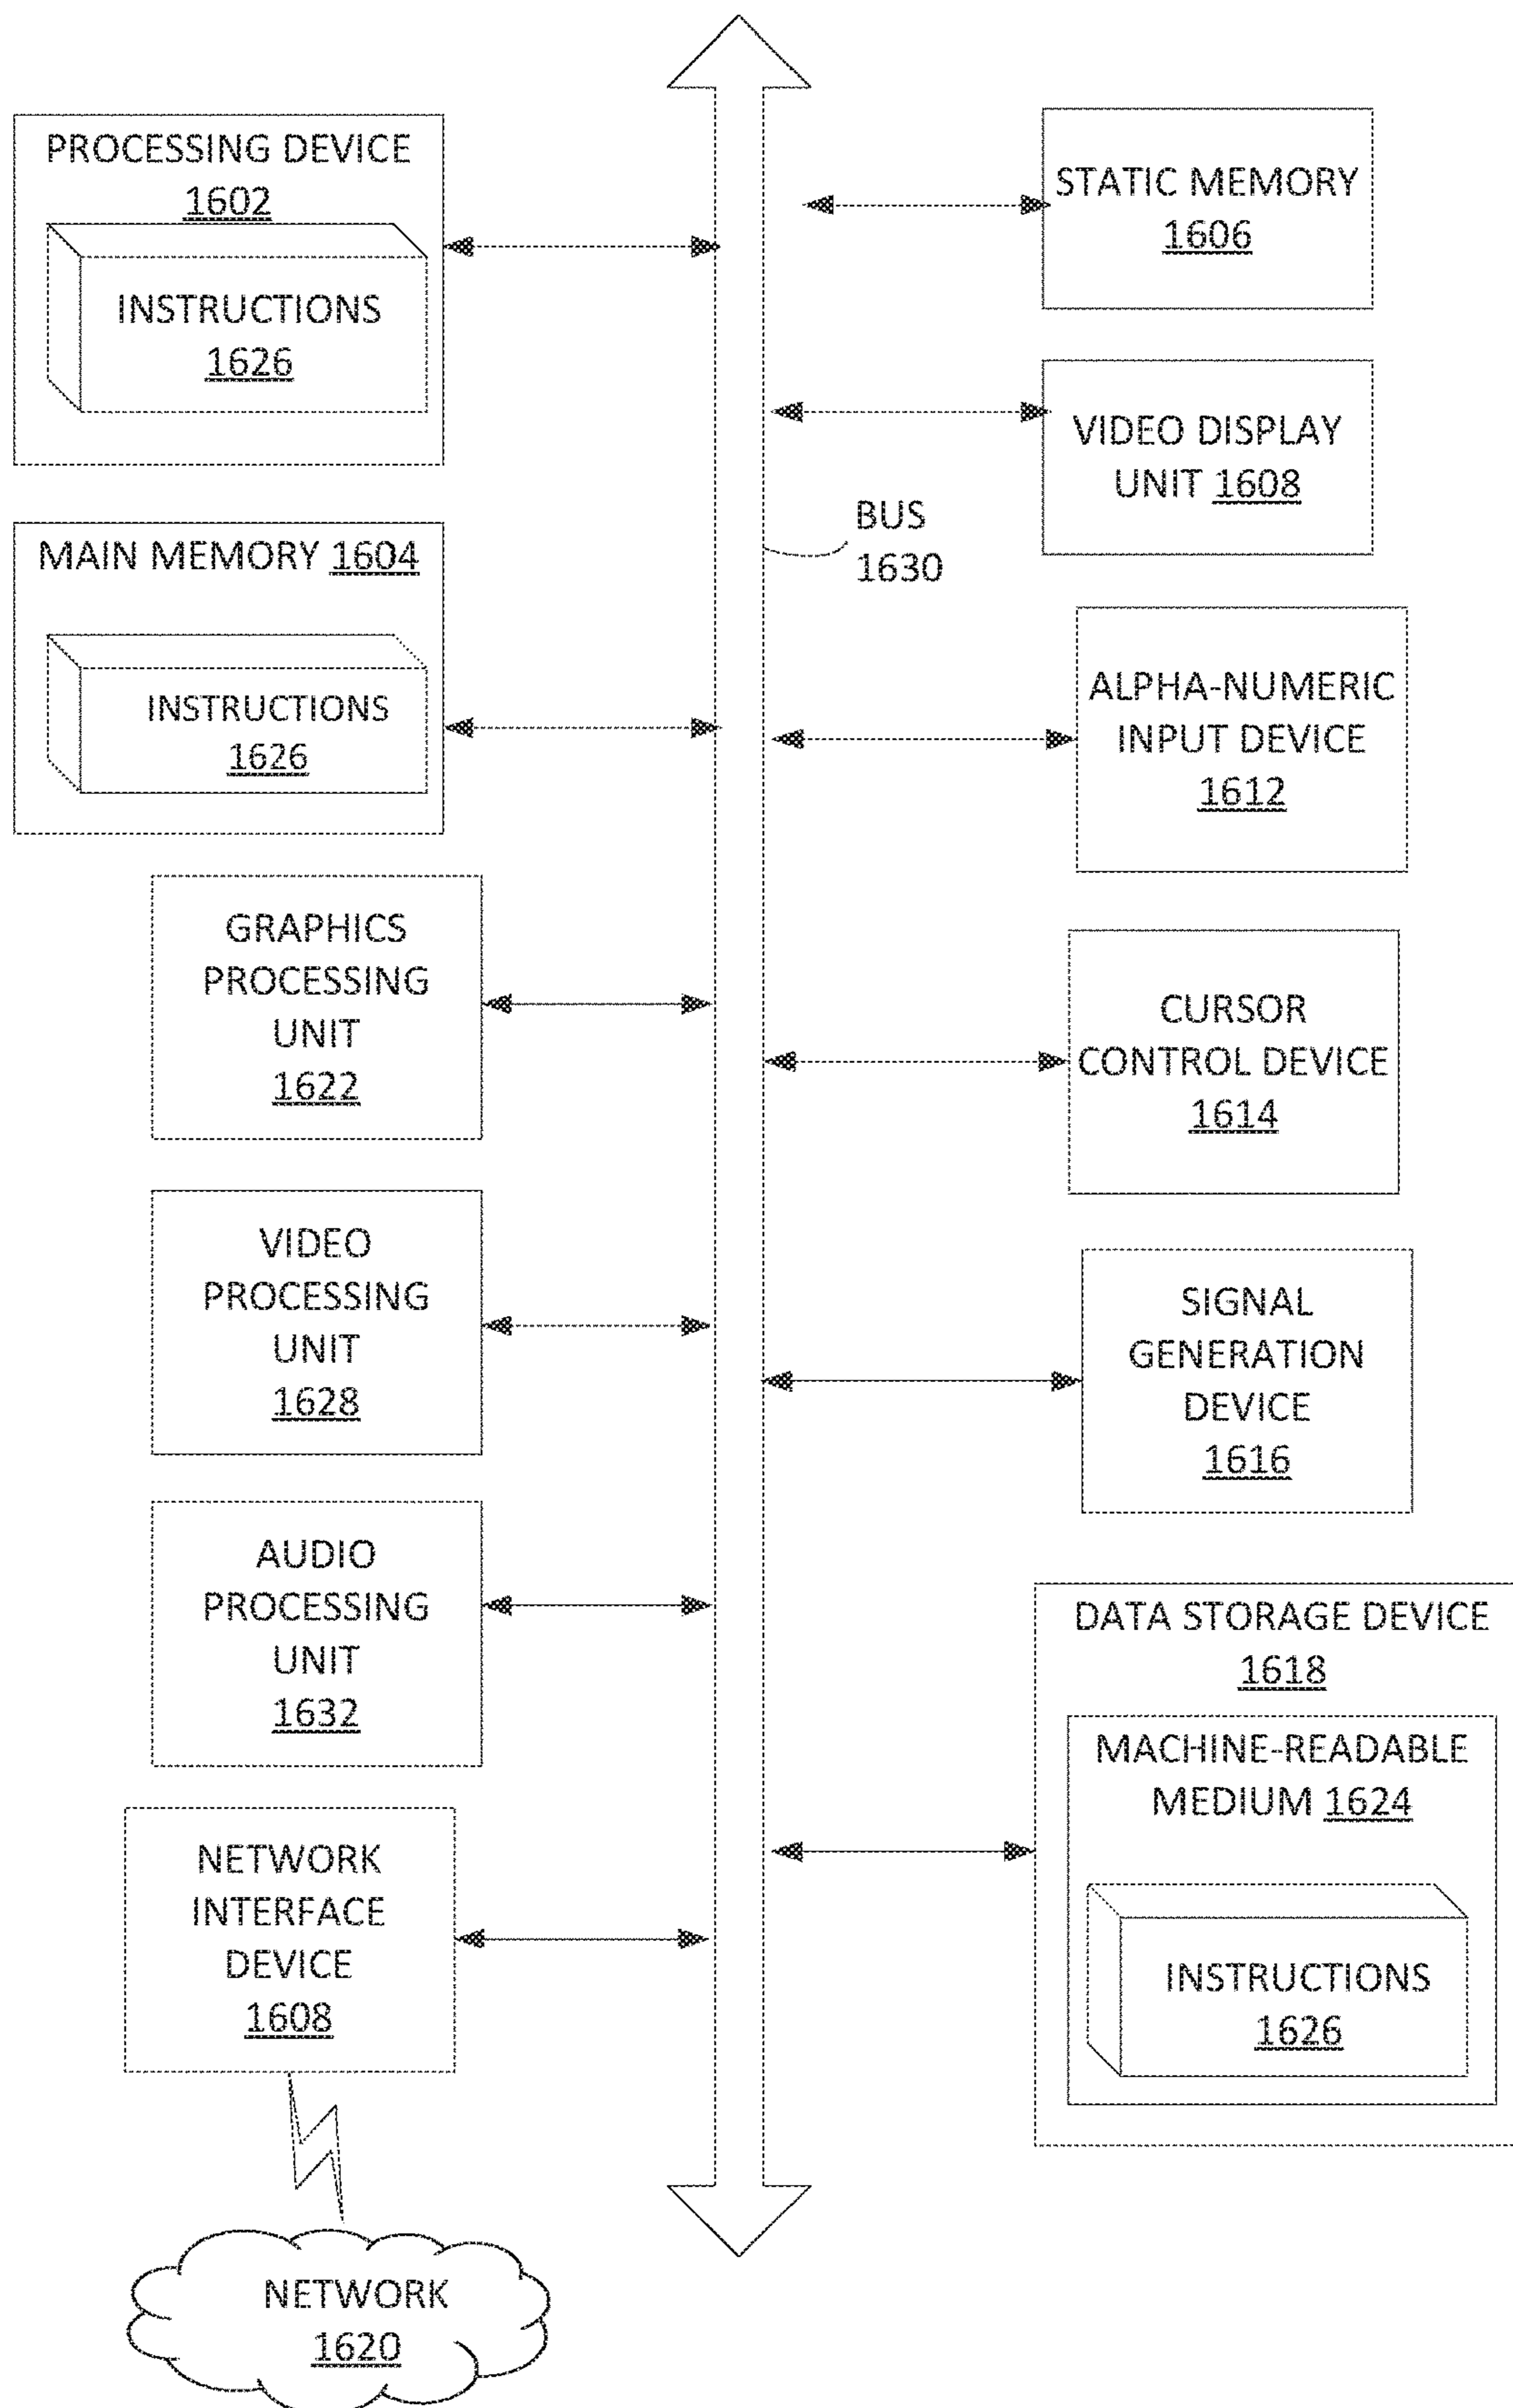 PROCESSING DEVICE
1602
INSTRUCTIONS
1626
MAIN MEMORY 1604
INSTRUCTIONS
1626
GRAPHICS
PROCESSING
UNIT
1622
VIDEO
PROCESSING
UNIT
1628
AUDIO
PROCESSING
UNIT
1632
NETWORK
INTERFACE
DEVICE
1608
NETWORK
1620
BUS
1630
STATIC MEMORY
1606
VIDEO DISPLAY
UNIT 1608
ALPHA-NUMERIC
INPUT DEVICE
1612
CURSOR
CONTROL DEVICE
1614
SIGNAL
GENERATION
DEVICE
1616
DATA STORAGE DEVICE
1618
MACHINE-READABLE
MEDIUM 1624
INSTRUCTIONS
1626